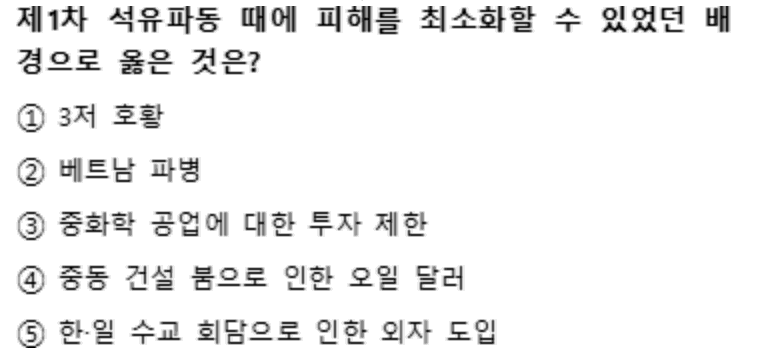 제1차 석유파동 때에 피해를 최소화할 수 있었던 배
경으로 옳은 것은?
① 3저 호황
② 베트남 파병
③ 중화학 공업에 대한 투자 제한
④ 중동 건설 붐으로 인한 오일 달러
⑤ 한·일 수교 회담으로 인한 외자 도입